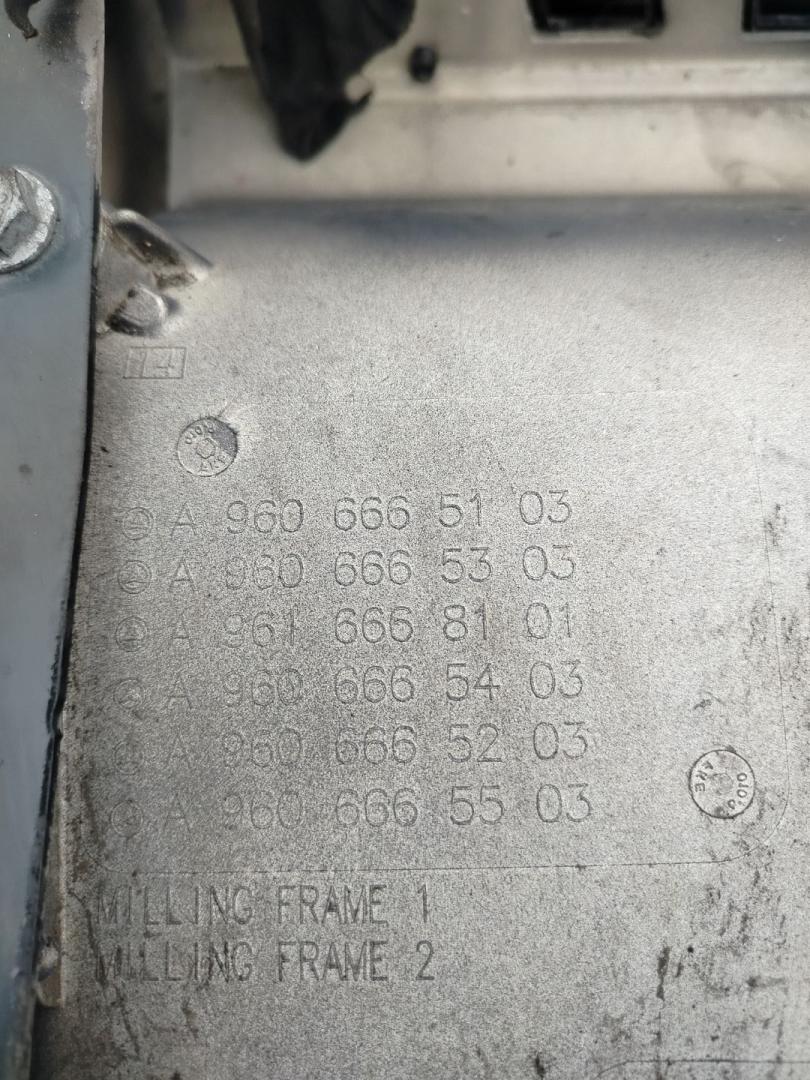 A 960 666 51 03
A 960 666 53 03
A 961 666 81 01
A 960 666 54 03
A 960 666 52 03
A 960 666 55 03
ARE
MILLING FRAME 1
MILLING FRAME 2